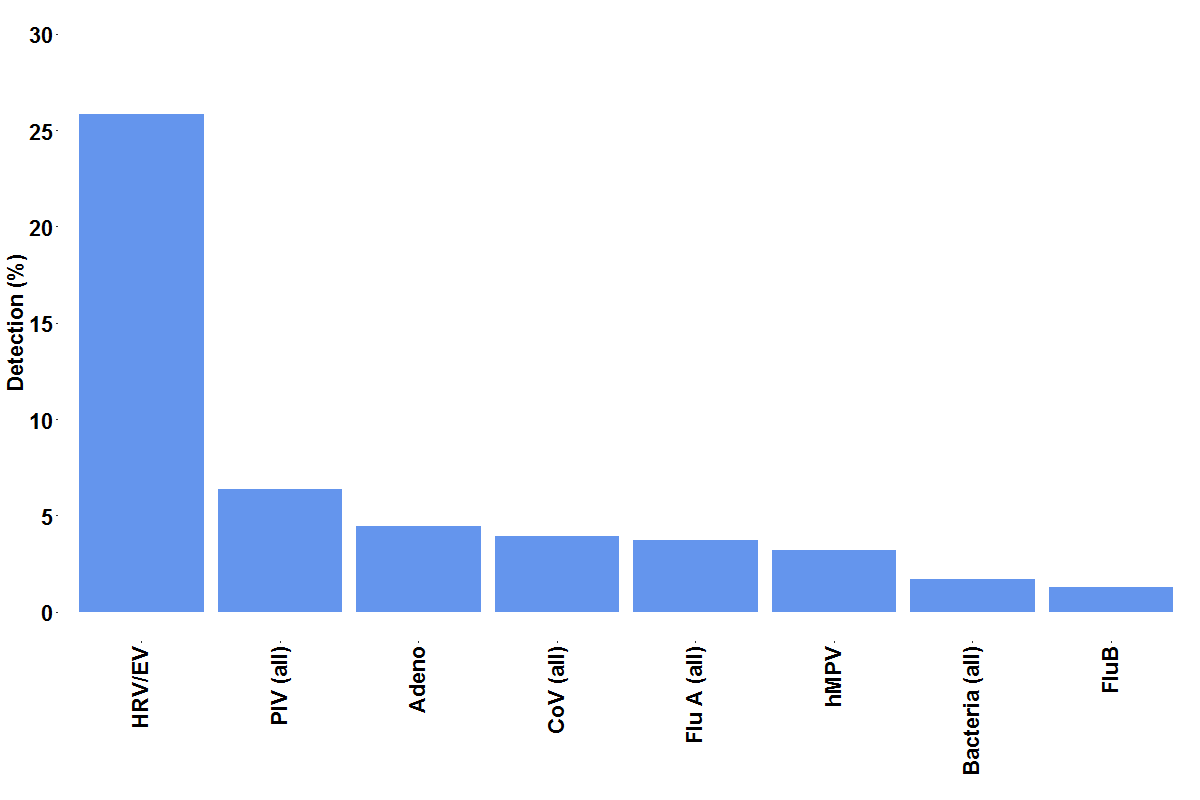 30
25
20
15
10
5
0
Detection (%)
HRV/EV
PIV (all)
Adeno
CoV (all)
Flu A (all)
hMPV
Bacteria (all)
FluB